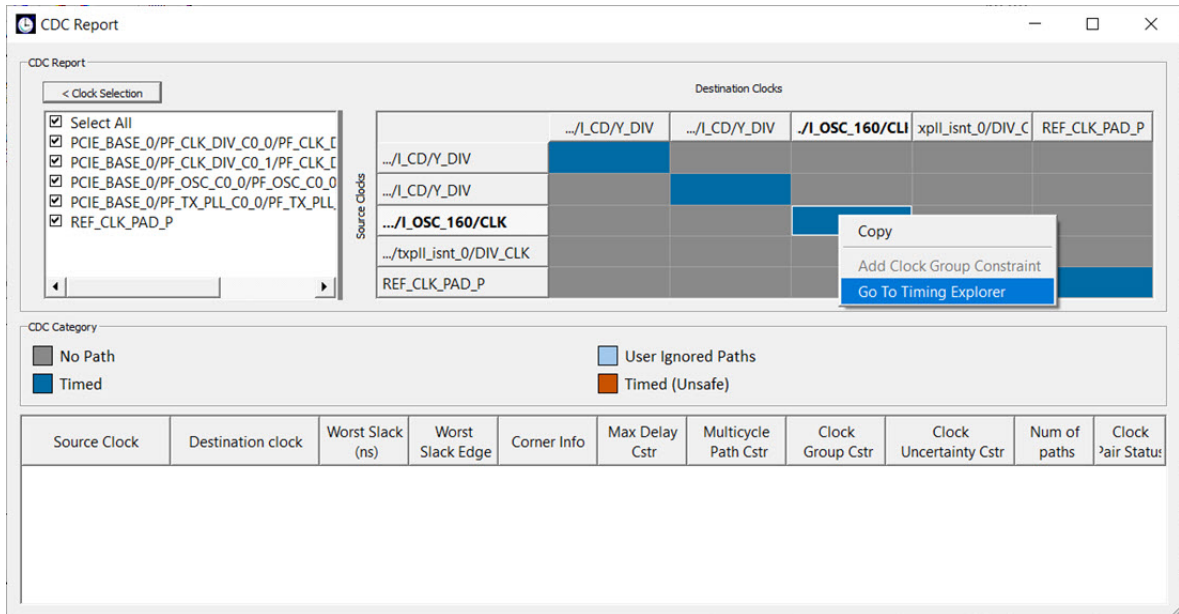 CDC Report
CDC Report
< Clock Selection
Select All
PCIE_BASE_0/PF_CLK_DIV_C0_0/PF_CLK_D
PCIE_BASE_0/PF_CLK_DIV_C0_1/PF_CLK_D
PCIE_BASE_0/PF_OSC_C0_0/PF_OSC_C0_0
PCIE_BASE_0/PF_TX_PLL_C0_0/PF_TX_PLL_
REF_CLK_PAD_P
Destination Clocks
Source Clocks
.../I_CD/Y_DIV .../I_CD/Y_DIV ./I_OSC_160/CLI xpll_isnt_0/DIV_C REF_CLK_PAD_P
.../I_CD/Y_DIV
.../I_CD/Y_DIV
.../I_OSC_160/CLK
.../txpll_isnt_0/DIV_CLK
REF_CLK_PAD_P
Copy
Add Clock Group Constraint
Go To Timing Explorer
CDC Category
No Path
Timed
User Ignored Paths
Timed (Unsafe)
Source Clock Destination clock Worst Slack Worst Corner Info Max Delay Multicycle Clock Clock Num of Clock
(ns) Slack Edge Cstr Path Cstr Group Cstr Uncertainty Cstr paths Pair Status